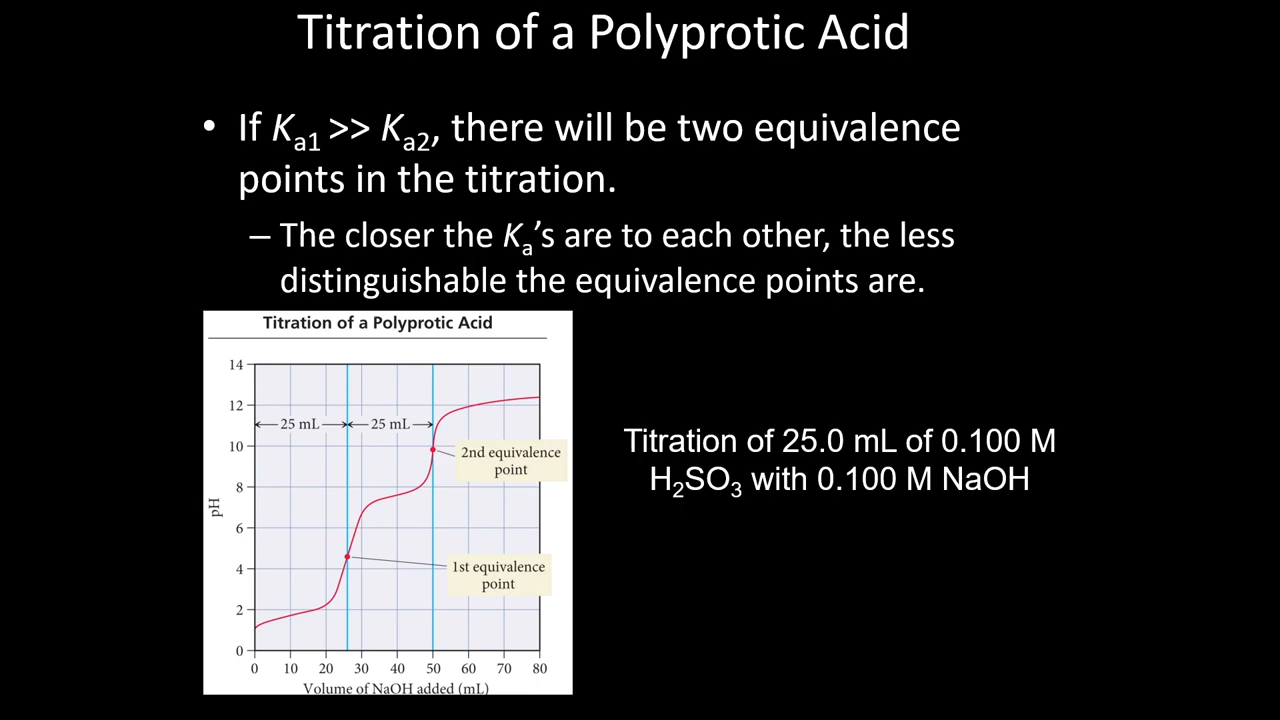 Titration of a Polyprotic Acid
• If Kₐ₁ >> Kₐ₂, there will be two equivalence
points in the titration.
– The closer the Kₐ’s are to each other, the less
distinguishable the equivalence points are.
Titration of a Polyprotic Acid
14
12
10
8
6
4
2
0
pH
25 mL
25 mL
2nd equivalence
point
1st equivalence
point
0 10 20 30 40 50 60 70 80
Volume of NaOH added (mL)
Titration of 25.0 mL of 0.100 M
H₂SO₃ with 0.100 M NaOH